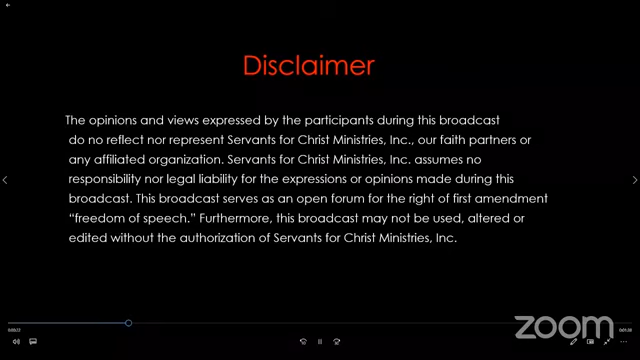 Disclaimer
The opinions and views expressed by the participants during this broadcast
do no reflect nor represent Servants for Christ Ministries, Inc., our faith partners or
any affiliated organization. Servants for Christ Ministries, Inc. assumes no
responsibility nor legal liability for the expressions or opinions made during this
broadcast. This broadcast serves as an open forum for the right of first amendment
“freedom of speech.” Furthermore, this broadcast may not be used, altered or
edited without the authorization of Servants for Christ Ministries, Inc.
0:00:22
zoom